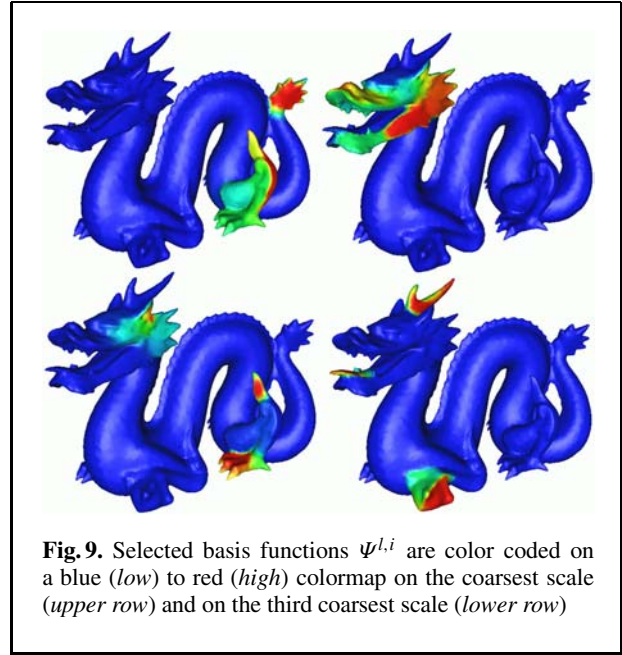 Fig. 9. Selected basis functions Ψ^{l,i} are color coded on
a blue (low) to red (high) colormap on the coarsest scale
(upper row) and on the third coarsest scale (lower row)